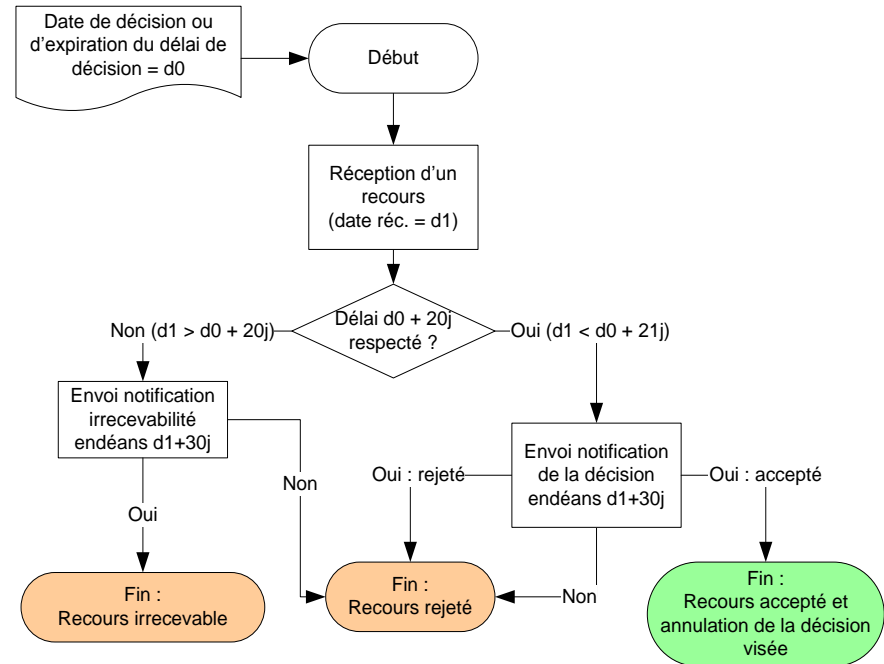 Date de décision ou
d'expiration du délai de
décision = d0
Début
Réception d'un
recours
(date réc. = d1)
Délai d0 + 20j
respecté ?
Non (d1 > d0 + 20j)
Oui (d1 < d0 + 21j)
Envoi notification
irrecevabilité
endéans d1+30j
Envoi notification
de la décision
endéans d1+30j
Oui : rejeté
Oui : accepté
Non
Oui
Non
Fin :
Recours irrecevable
Fin :
Recours rejeté
Fin :
Recours accepté et
annulation de la décision
visée